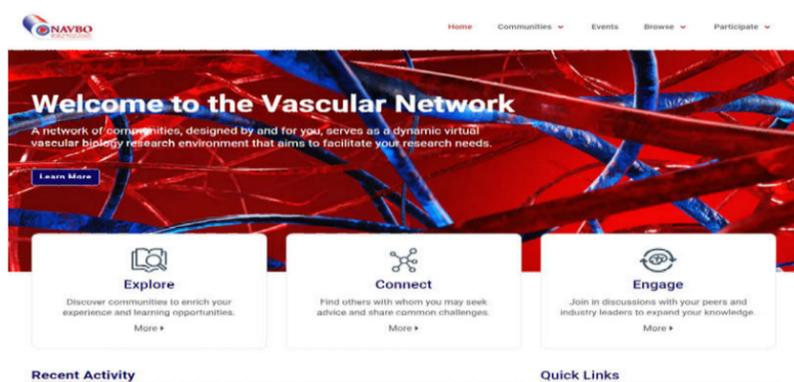 NAVBO
Home Communities Events Browse Participate
Welcome to the Vascular Network
A network of communities, designed by and for you, serves as a dynamic virtual
vascular biology research environment that aims to facilitate your research needs.
Learn More
Explore
Discover communities to enrich your
experience and learning opportunities.
More
Connect
Find others with whom you may seek
advice and share common challenges.
More
Engage
Join in discussions with your peers and
industry leaders to expand your knowledge.
More
Recent Activity
Quick Links